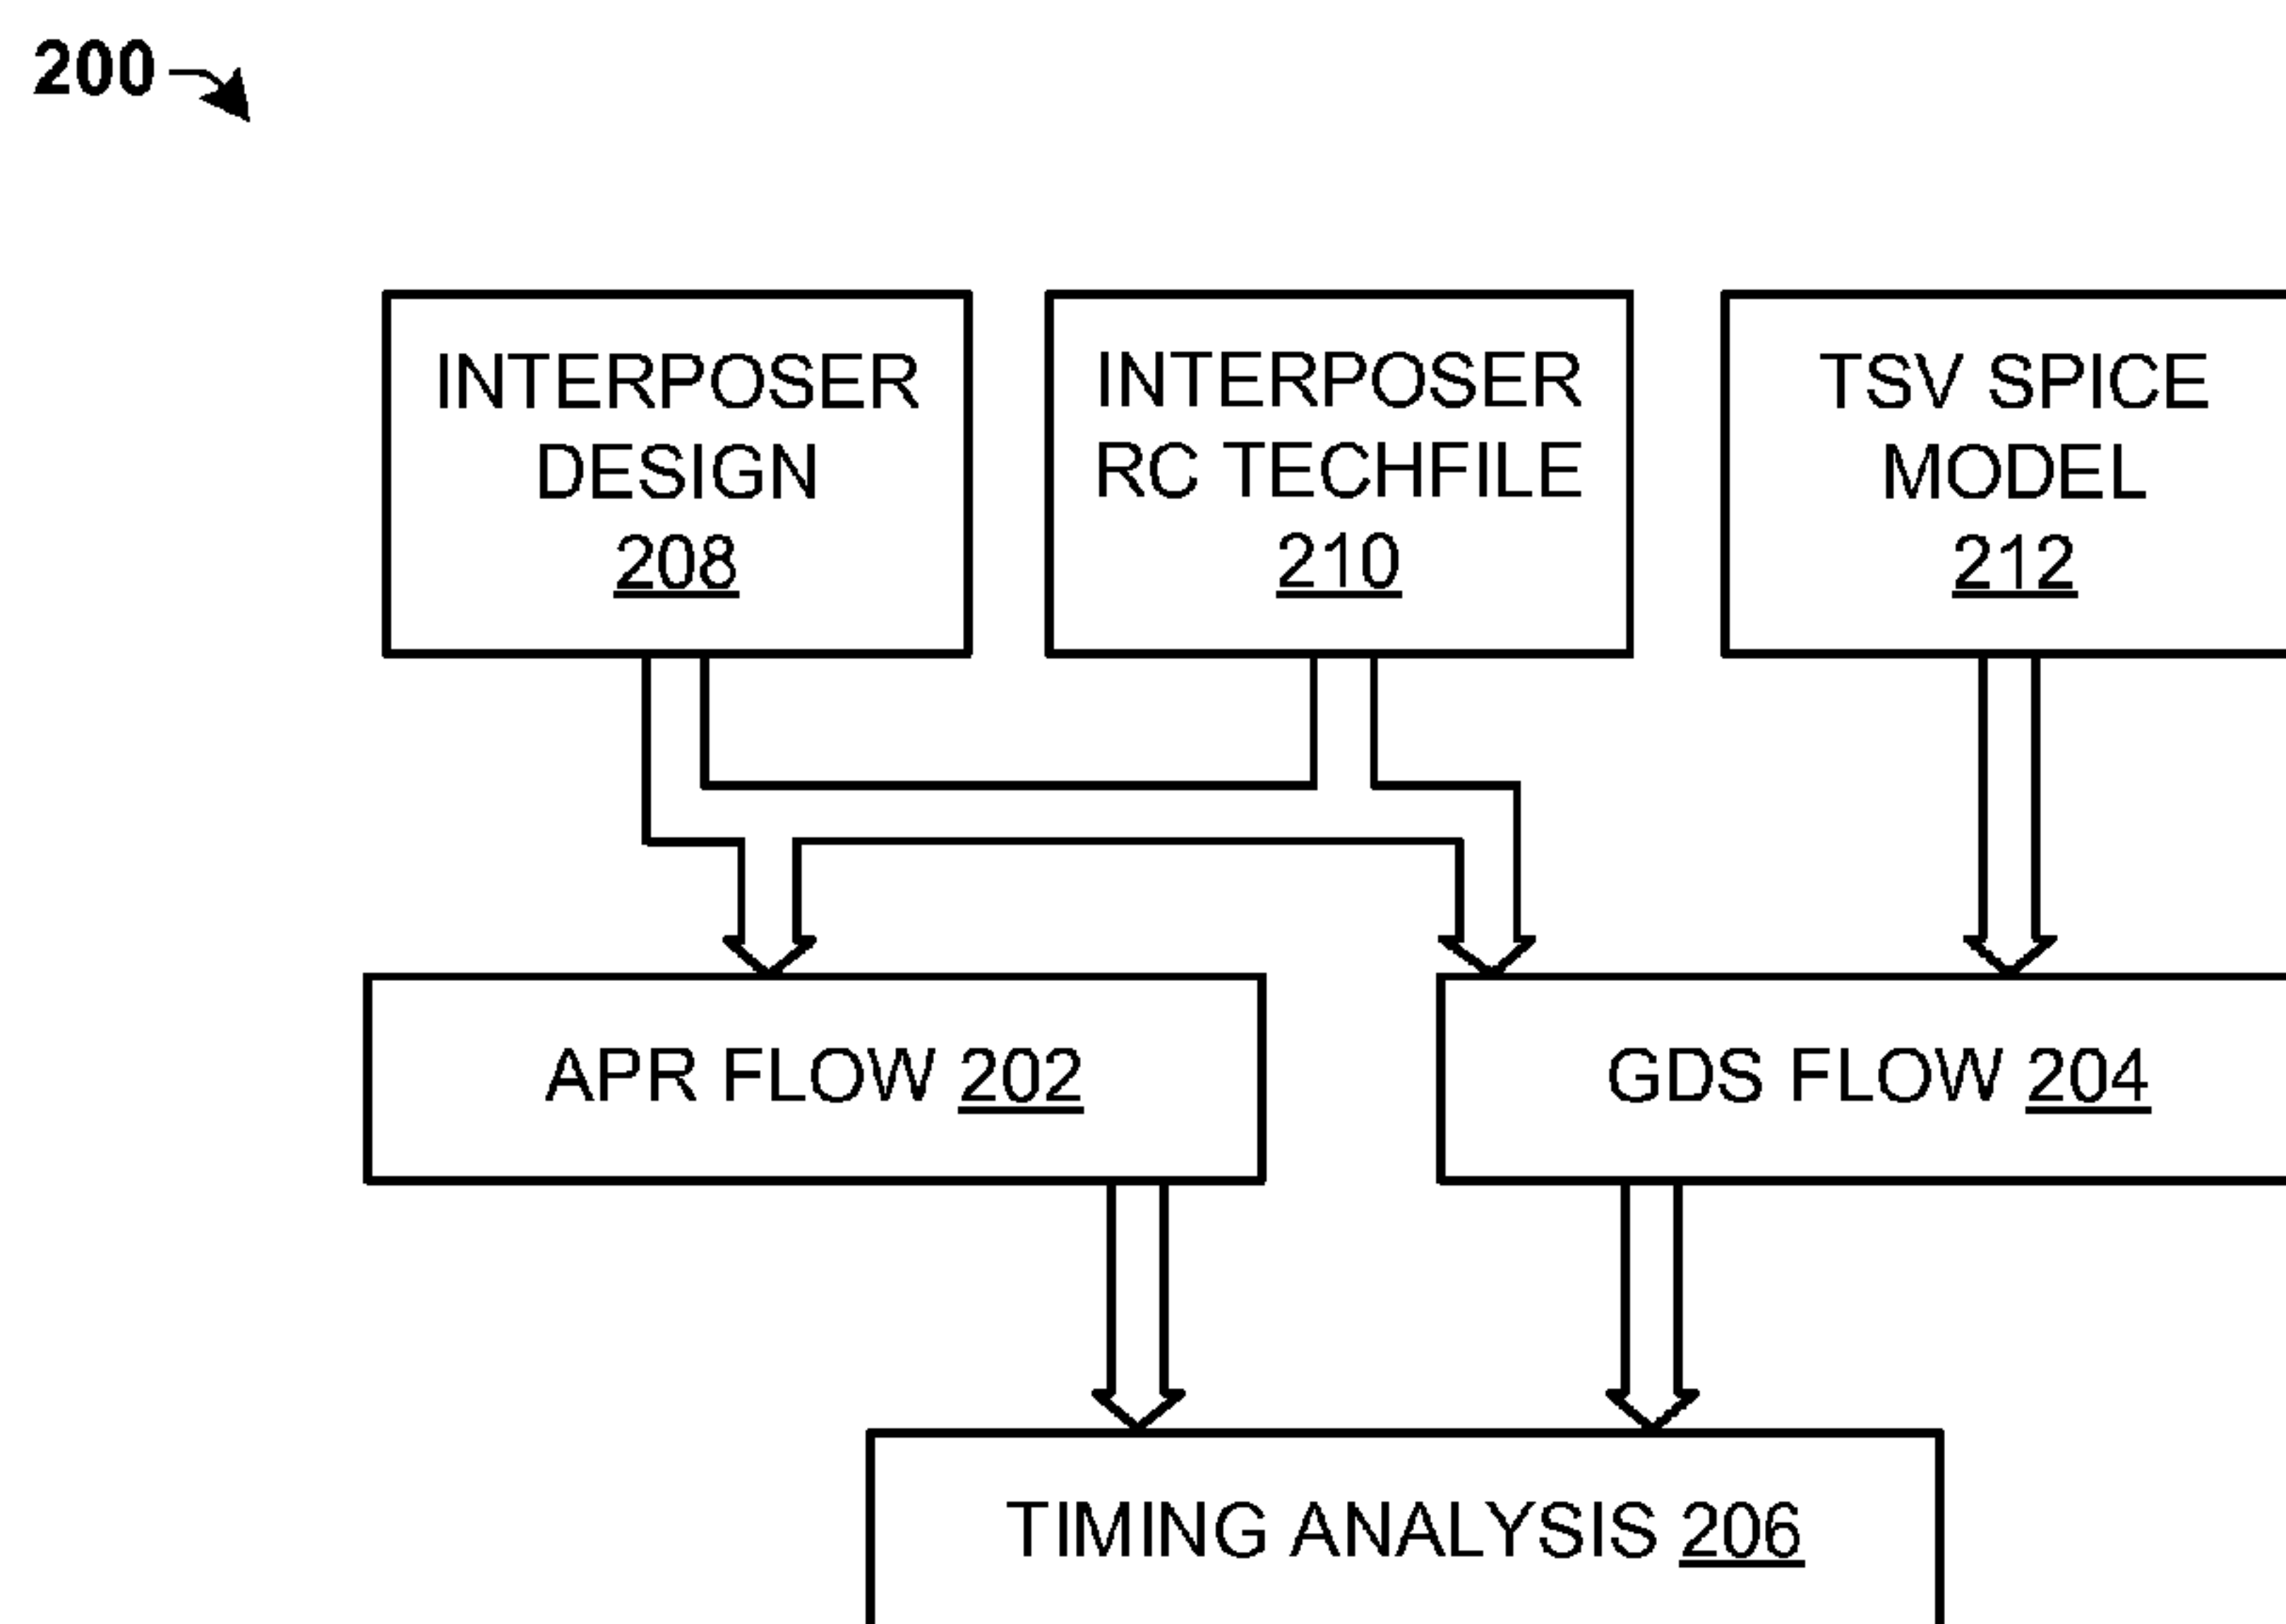 200
INTERPOSER
DESIGN
208
INTERPOSER
RC TECHFILE
210
TSV SPICE
MODEL
212
APR FLOW 202
GDS FLOW 204
TIMING ANALYSIS 206